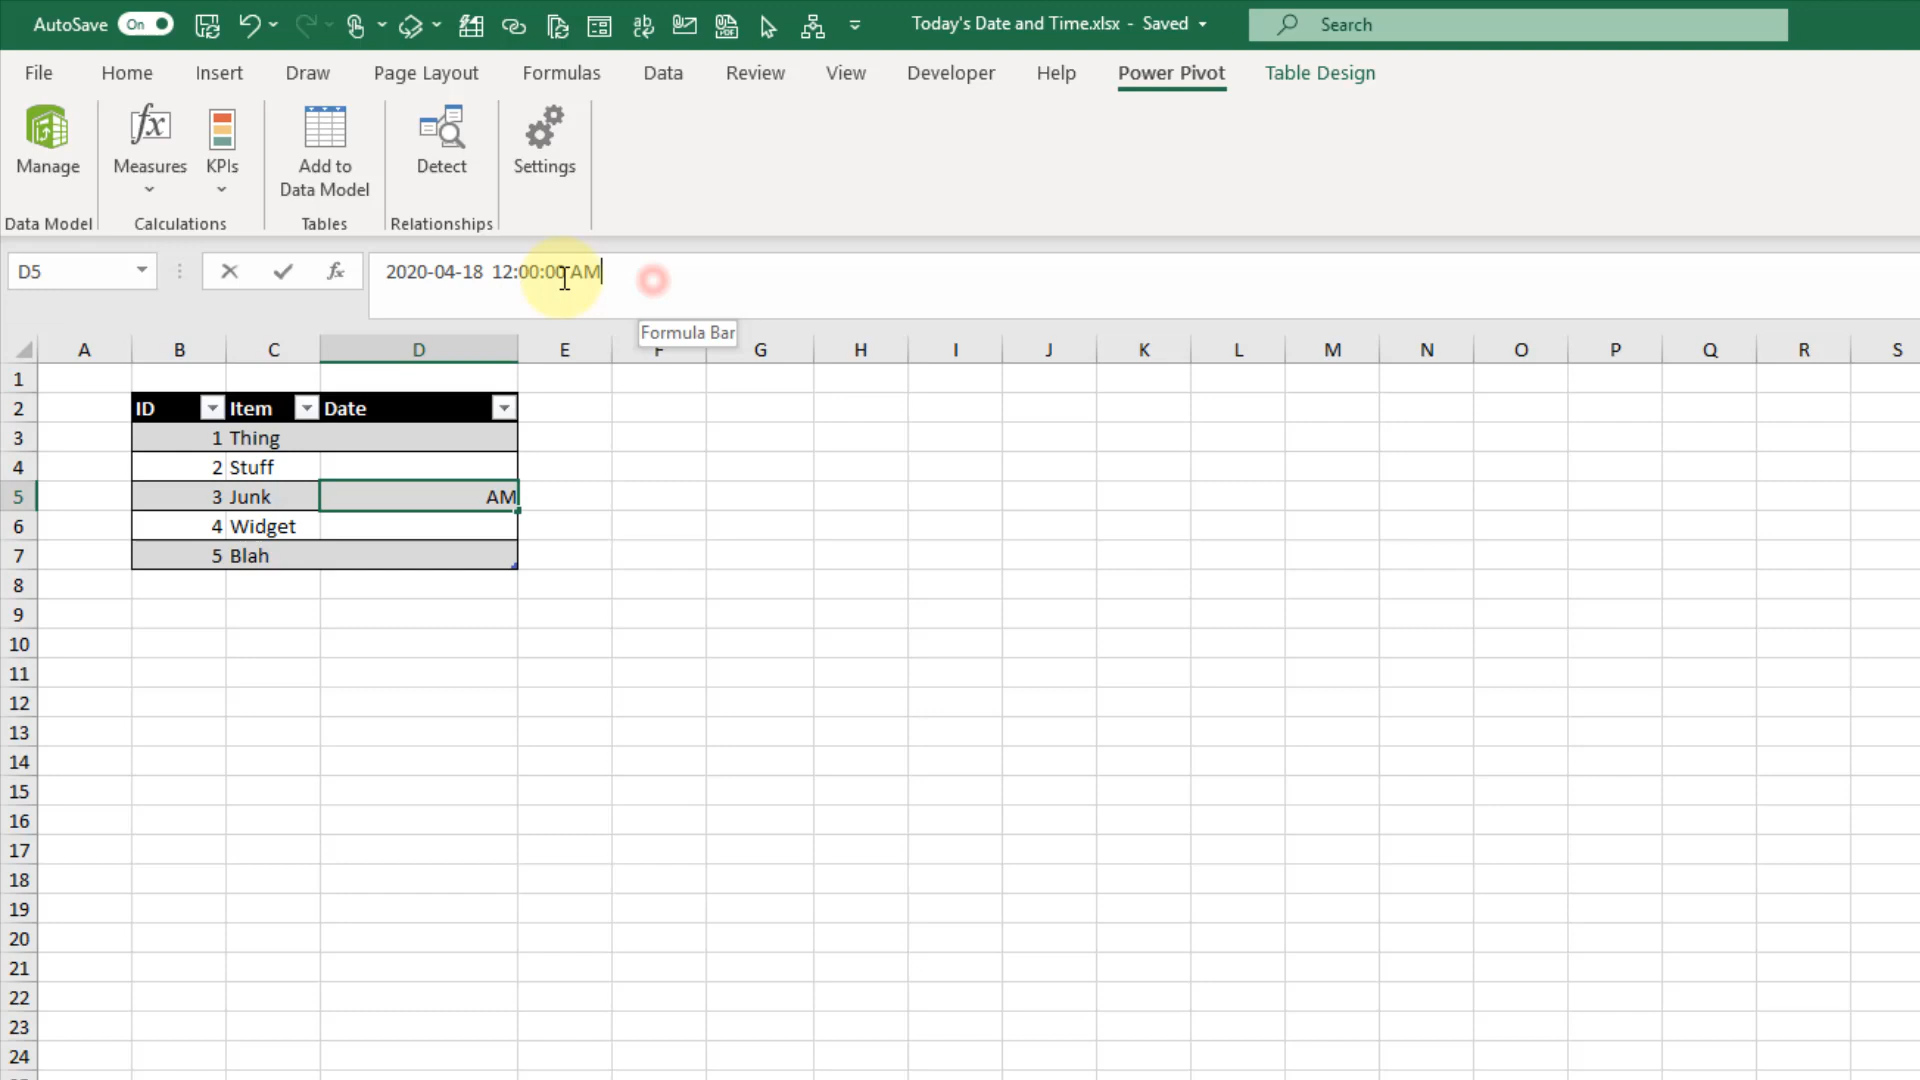 AutoSave On Today's Date and Time.xlsx - Saved Search
File Home Insert Draw Page Layout Formulas Data Review View Developer Help Power Pivot Table Design
Manage Measures KPIs Add to Data Model Detect Settings
Data Model Calculations Tables Relationships
D5 fx 2020-04-18 12:00:00 AM
Formula Bar
A B C D E F G H I J K L M N O P Q R S
1
2 ID Item Date
3 1 Thing
4 2 Stuff
5 3 Junk AM
6 4 Widget
7 5 Blah
8
9
10
11
12
13
14
15
16
17
18
19
20
21
22
23
24